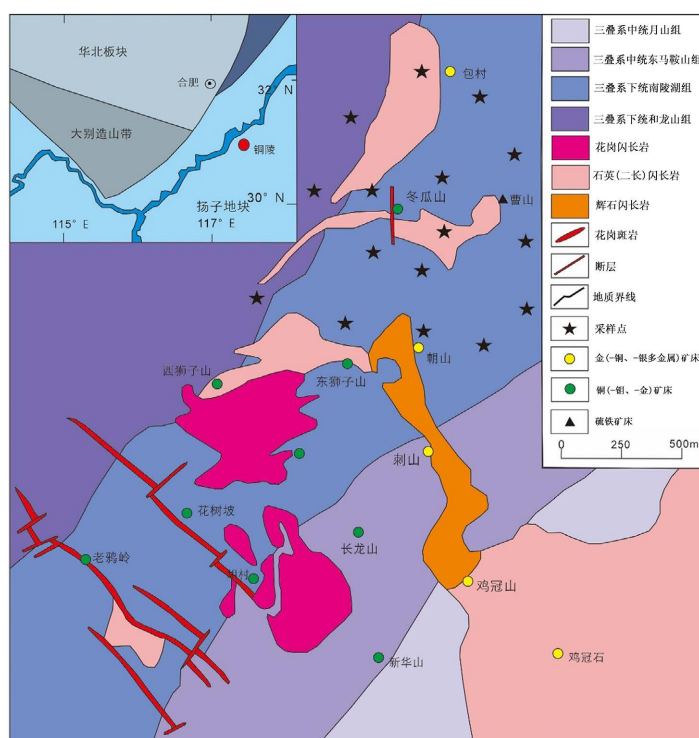 华北板块
合肥
32° N
大别造山带
铜陵
扬子地块
30° N
115° E
117° E
包村
冬瓜山
曹山
西狮子山
东狮子山
朝山
刺山
花树坡
老鸦岭
长龙山
胡村
鸡冠山
新华山
鸡冠石
三叠系中统月山组
三叠系中统东马鞍山组
三叠系下统南陵湖组
三叠系下统和龙山组
花岗闪长岩
石英(二长)闪长岩
辉石闪长岩
花岗斑岩
断层
地质界线
采样点
金(-铜、-银多金属)矿床
铜(-钼、-金)矿床
硫铁矿床
0 250 500m